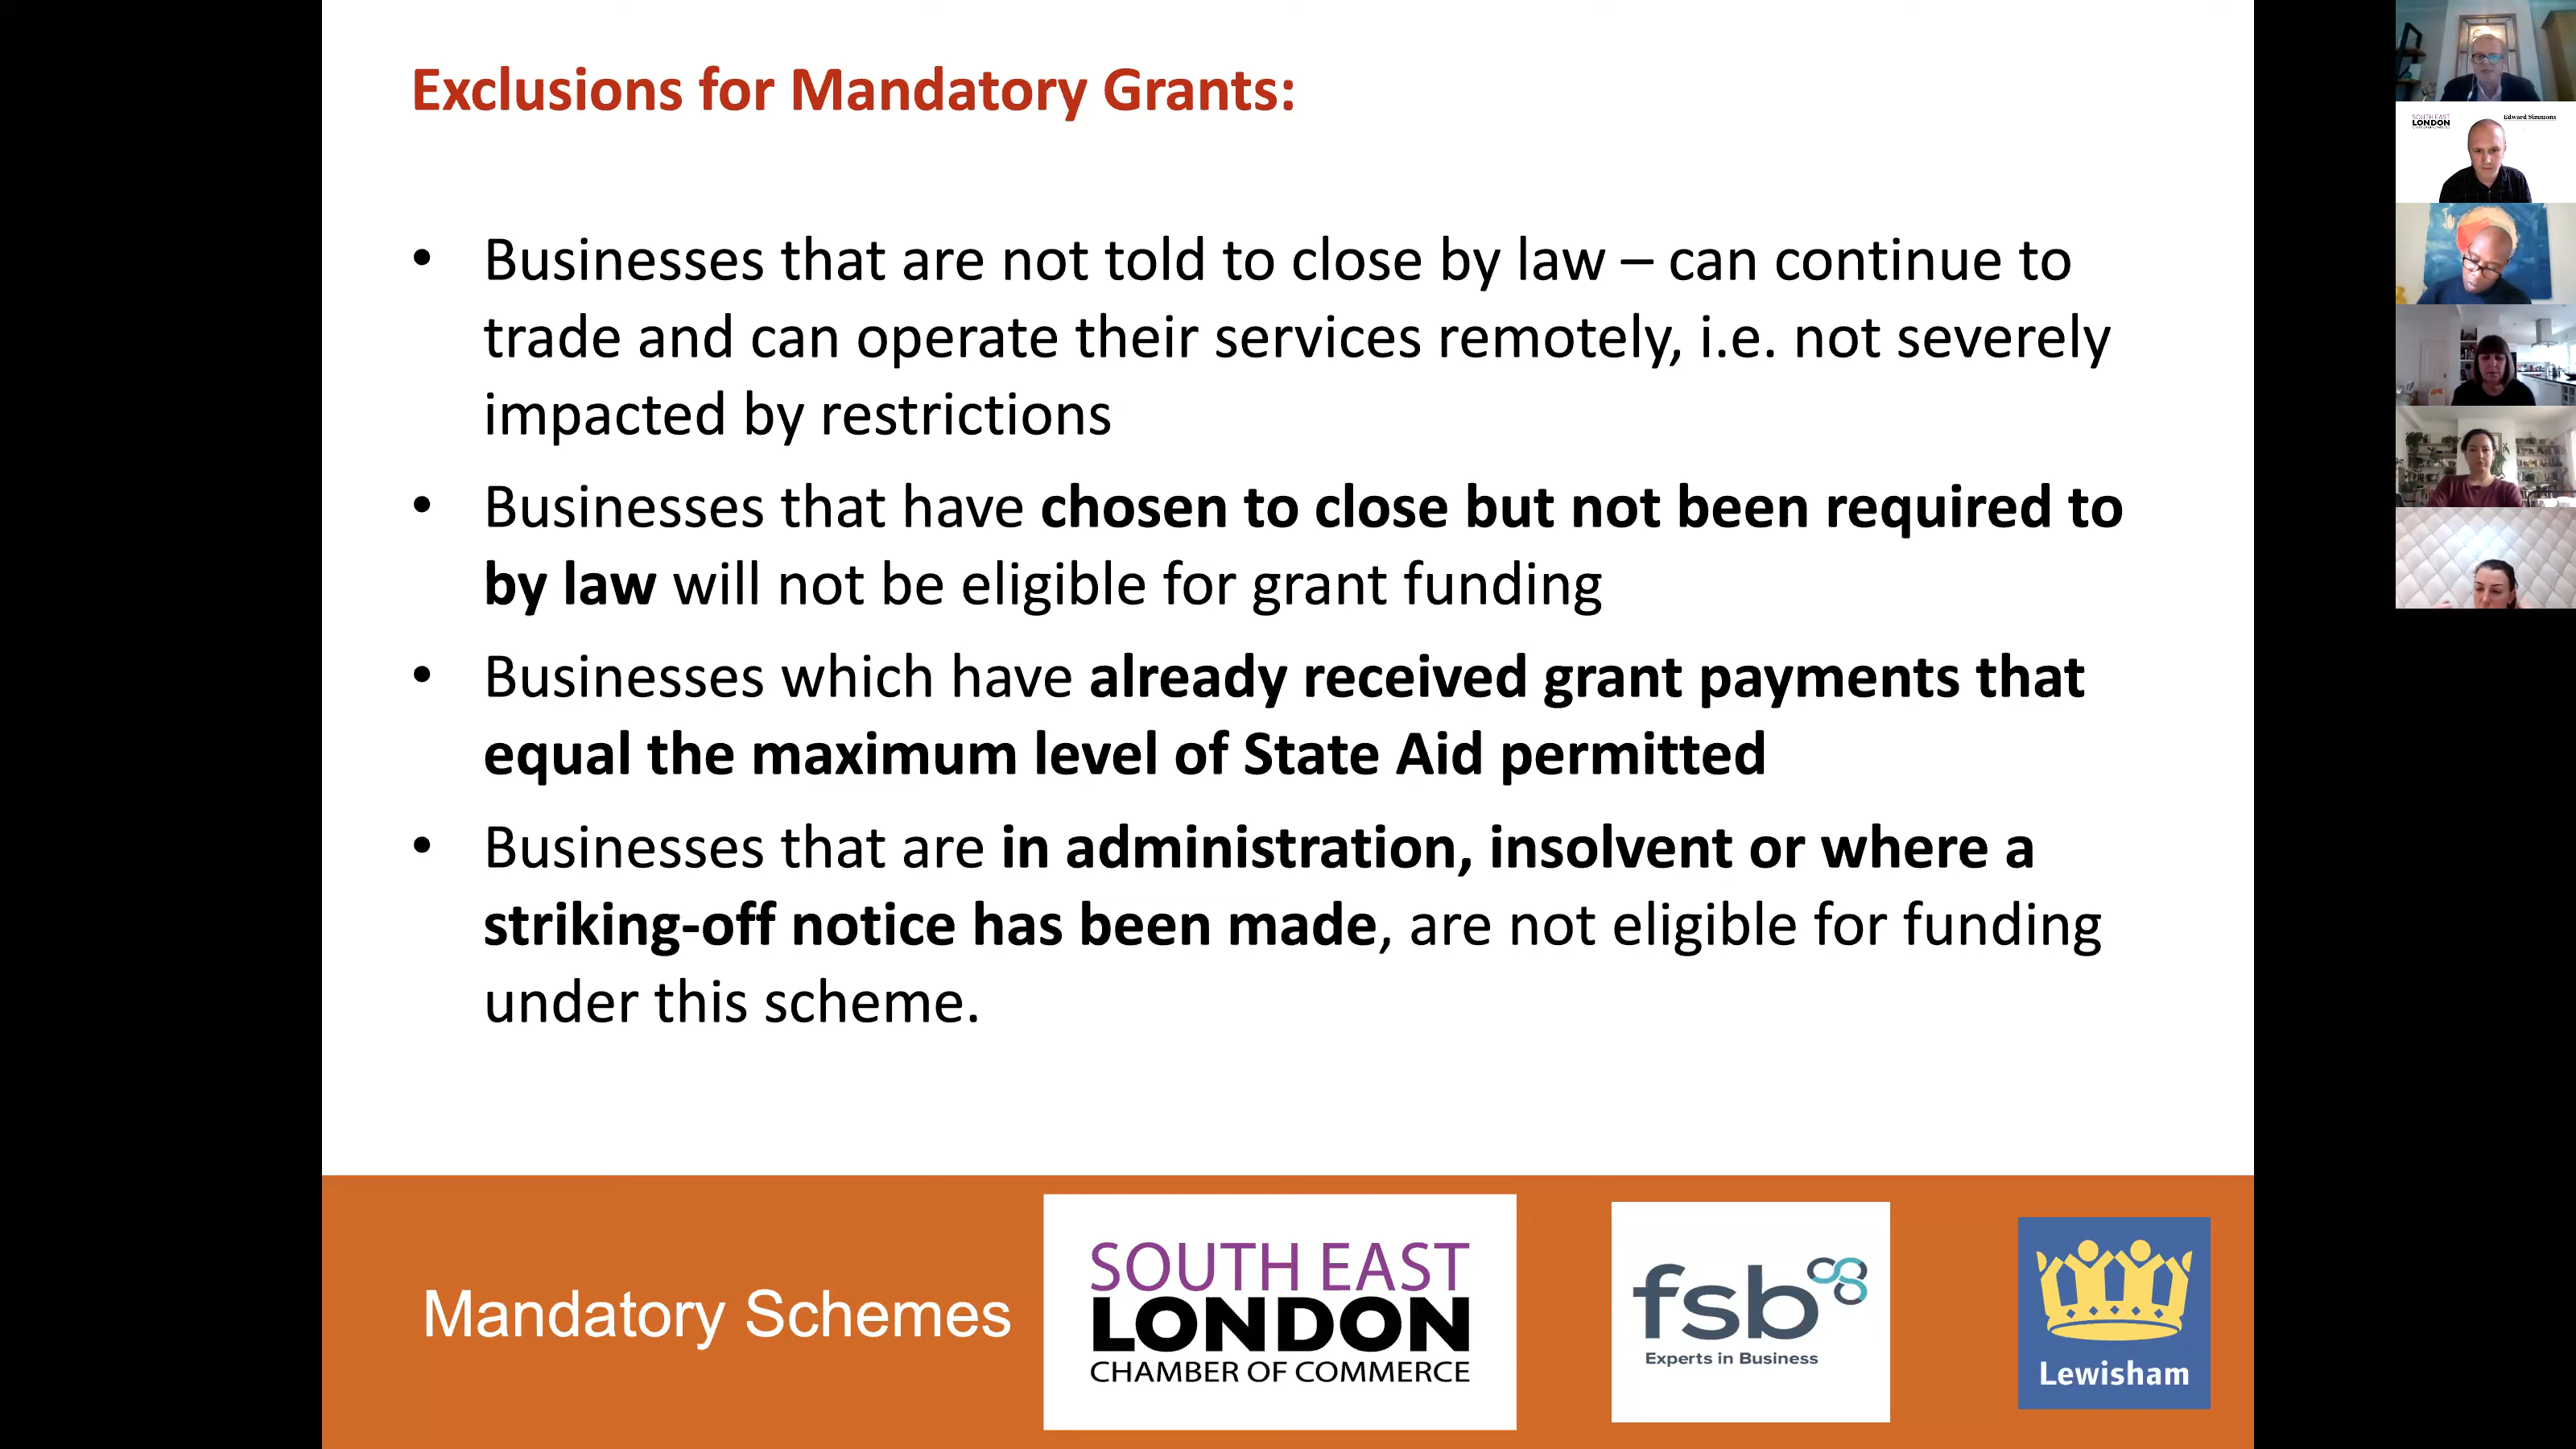 Exclusions for Mandatory Grants:
• Businesses that are not told to close by law – can continue to
trade and can operate their services remotely, i.e. not severely
impacted by restrictions
• Businesses that have chosen to close but not been required to
by law will not be eligible for grant funding
• Businesses which have already received grant payments that
equal the maximum level of State Aid permitted
• Businesses that are in administration, insolvent or where a
striking-off notice has been made, are not eligible for funding
under this scheme.
Mandatory Schemes
SOUTH EAST
LONDON
CHAMBER OF COMMERCE
fsb
Experts in Business
Lewisham
SOUTH EAST
LONDON
Edward Simmons